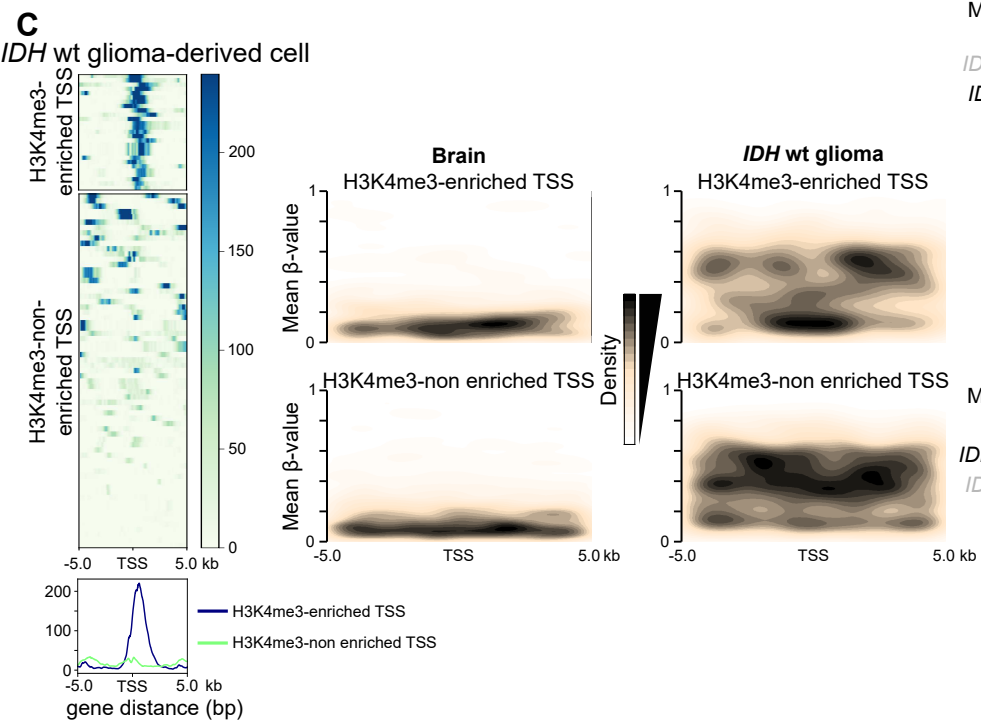 C
IDH wt glioma-derived cell
H3K4me3-
enriched TSS
H3K4me3-non-
enriched TSS
200
150
100
50
0
-5.0 TSS 5.0 kb
200
100
0
-5.0 TSS 5.0 kb
gene distance (bp)
H3K4me3-enriched TSS
H3K4me3-non enriched TSS
Brain
H3K4me3-enriched TSS
1
Mean β-value
0
H3K4me3-non enriched TSS
1
Mean β-value
0
-5.0 TSS 5.0 kb
Density
IDH wt glioma
H3K4me3-enriched TSS
1
0
H3K4me3-non enriched TSS
1
0
-5.0 TSS 5.0 kb
M
M